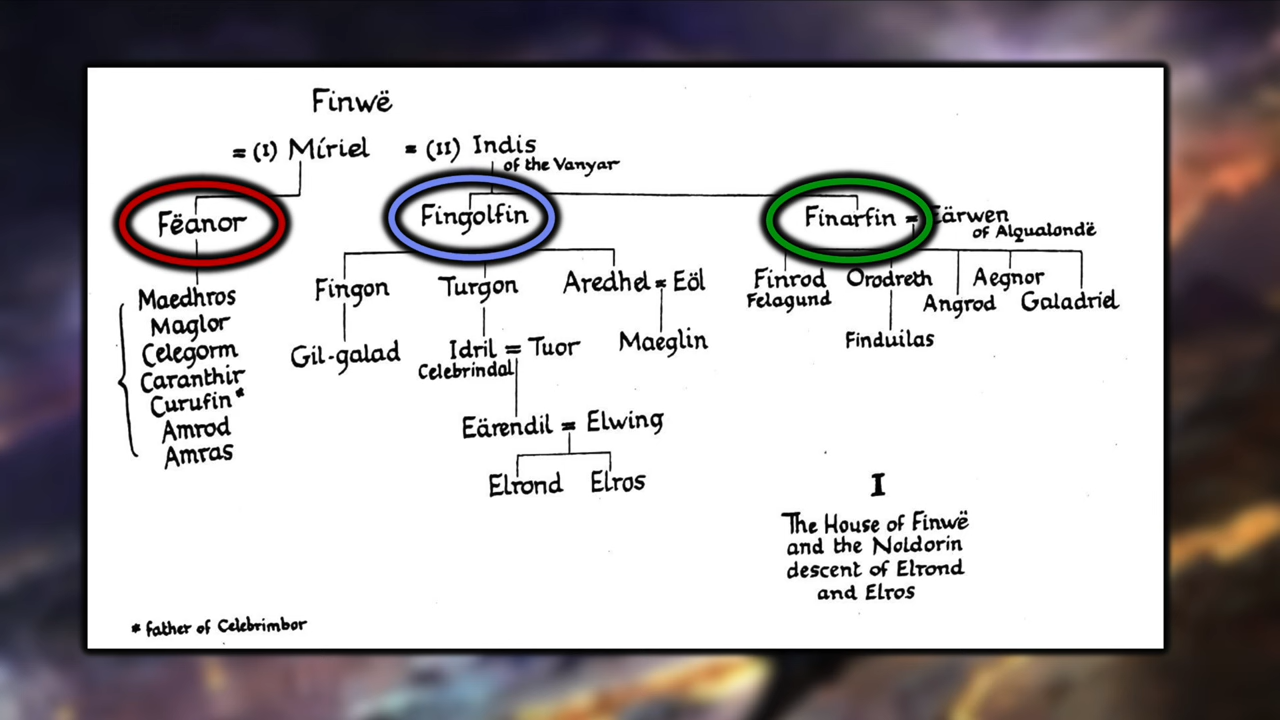 Finwë
= (I) Míriel = (II) Indis
of the Vanyar
Fëanor Fingolfin Finarfin = Eärwen
of Alqualondë
Fingon Turgon Aredhel = Eöl Finrod Orodreth Aegnor
Felagund Angrod Galadriel
Maedhros
Maglor
Celegorm
Caranthir
Curufin*
Amrod
Amras
Gil-galad Idril = Tuor Maeglin Finduilas
Celebrindal
Eärendil = Elwing
Elrond Elros
I
The House of Finwë
and the Noldorin
descent of Elrond
and Elros
* father of Celebrimbor